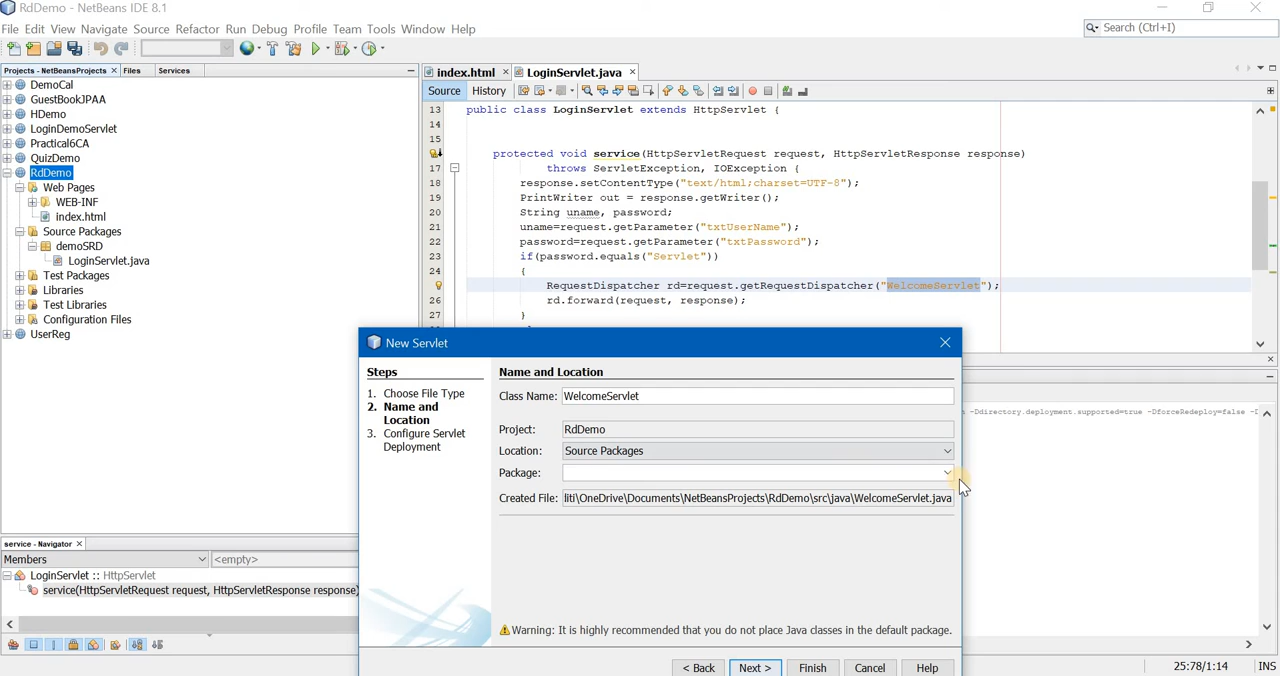 RdDemo - NetBeans IDE 8.1
File Edit View Navigate Source Refactor Run Debug Profile Team Tools Window Help
Search (Ctrl+I)
Projects - NetBeansProjects
Files
Services
DemoCal
GuestBookJPAA
HDemo
LoginDemoServlet
Practical6CA
QuizDemo
RdDemo
Web Pages
WEB-INF
index.html
Source Packages
demoSRD
LoginServlet.java
Test Packages
Libraries
Test Libraries
Configuration Files
UserReg
index.html
LoginServlet.java
Source
History
13 public class LoginServlet extends HttpServlet {
14
15
protected void service(HttpServletRequest request, HttpServletResponse response)
17 throws ServletException, IOException {
18 response.setContentType("text/html;charset=UTF-8");
19 PrintWriter out = response.getWriter();
20 String uname, password;
21 uname=request.getParameter("txtUserName");
22 password=request.getParameter("txtPassword");
23 if(password.equals("Servlet"))
24 {
RequestDispatcher rd=request.getRequestDispatcher("WelcomeServlet");
26 rd.forward(request, response);
27 }
-Ddirectory.deployment.supported=true -DforceRedeploy=false
service - Navigator
Members
<empty>
LoginServlet :: HttpServlet
service(HttpServletRequest request, HttpServletResponse response)
New Servlet
Steps
1. Choose File Type
2. Name and
Location
3. Configure Servlet
Deployment
Name and Location
Class Name: WelcomeServlet
Project: RdDemo
Location: Source Packages
Package:
Created File: liti\OneDrive\Documents\NetBeansProjects\RdDemo\src\java\WelcomeServlet.java
Warning: It is highly recommended that you do not place Java classes in the default package.
< Back
Next >
Finish
Cancel
Help
25:78/1:14
INS